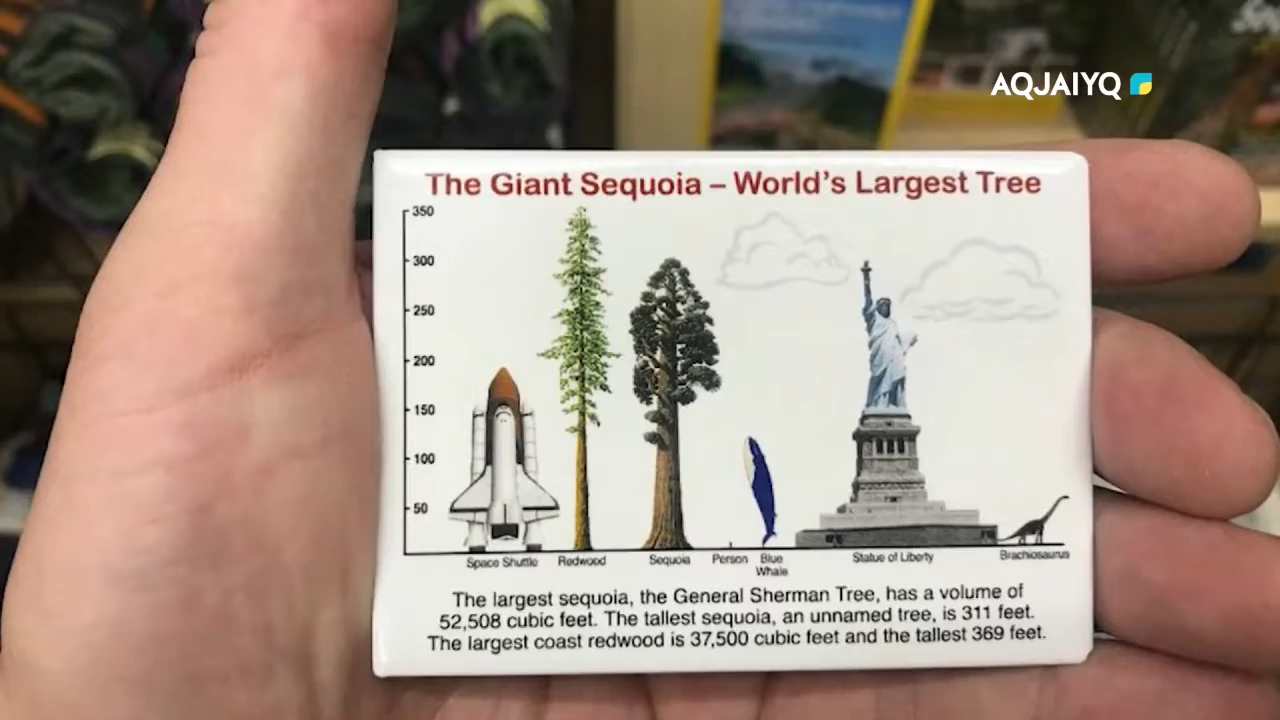 AQJAIYQ
The Giant Sequoia – World's Largest Tree
350
300
250
200
150
100
50
Space Shuttle
Redwood
Sequoia
Person
Blue
Whale
Statue of Liberty
Brachiosaurus
The largest sequoia, the General Sherman Tree, has a volume of
52,508 cubic feet. The tallest sequoia, an unnamed tree, is 311 feet.
The largest coast redwood is 37,500 cubic feet and the tallest 369 feet.